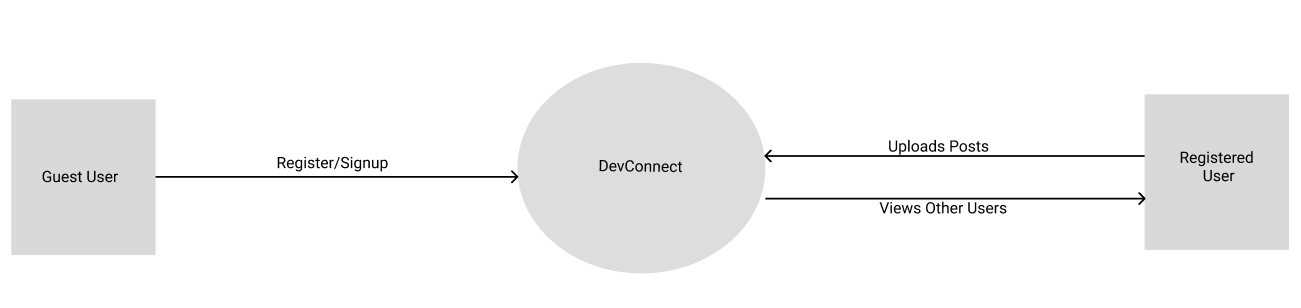 Guest User
Register/Signup
DevConnect
Uploads Posts
Views Other Users
Registered
User